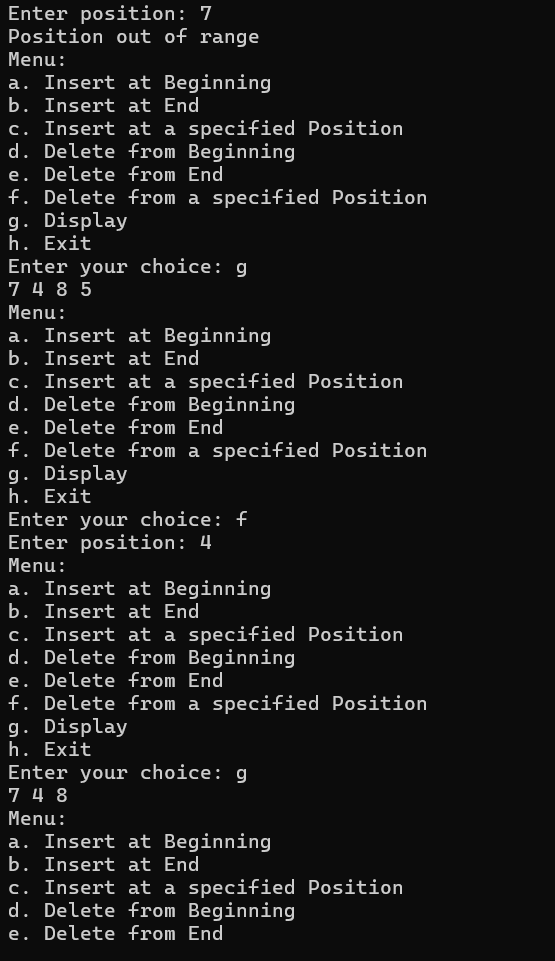 Enter position: 7
Position out of range
Menu:
a. Insert at Beginning
b. Insert at End
c. Insert at a specified Position
d. Delete from Beginning
e. Delete from End
f. Delete from a specified Position
g. Display
h. Exit
Enter your choice: g
7 4 8 5
Menu:
a. Insert at Beginning
b. Insert at End
c. Insert at a specified Position
d. Delete from Beginning
e. Delete from End
f. Delete from a specified Position
g. Display
h. Exit
Enter your choice: f
Enter position: 4
Menu:
a. Insert at Beginning
b. Insert at End
c. Insert at a specified Position
d. Delete from Beginning
e. Delete from End
f. Delete from a specified Position
g. Display
h. Exit
Enter your choice: g
7 4 8
Menu:
a. Insert at Beginning
b. Insert at End
c. Insert at a specified Position
d. Delete from Beginning
e. Delete from End